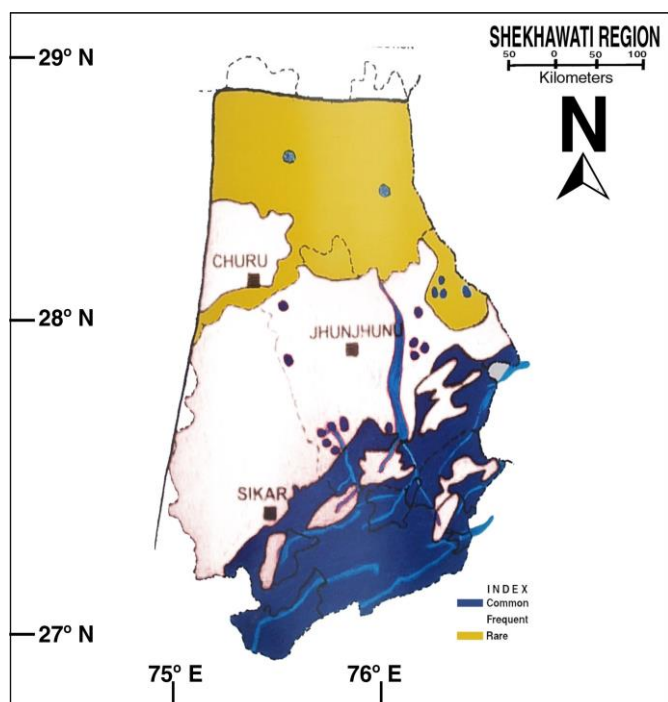 SHEKHAWATI REGION
50 0 50 100
Kilometers
N
29° N
CHURU
28° N
JHUNJHUNU
SIKAR
INDEX
Common
Frequent
Rare
27° N
75° E 76° E